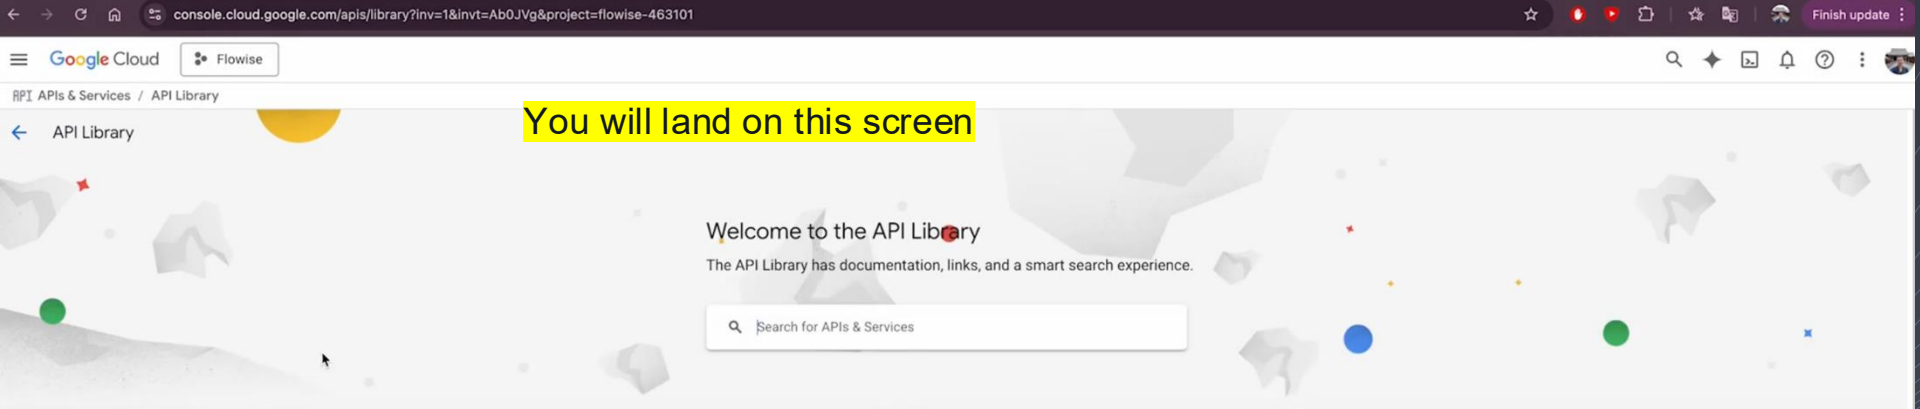 console.cloud.google.com/apis/library?inv=1&invt=Ab0JVg&project=flowise-463101
Finish update
Google Cloud
Flowise
API APIs & Services / API Library
You will land on this screen
API Library
Welcome to the API Library
The API Library has documentation, links, and a smart search experience.
Search for APIs & Services